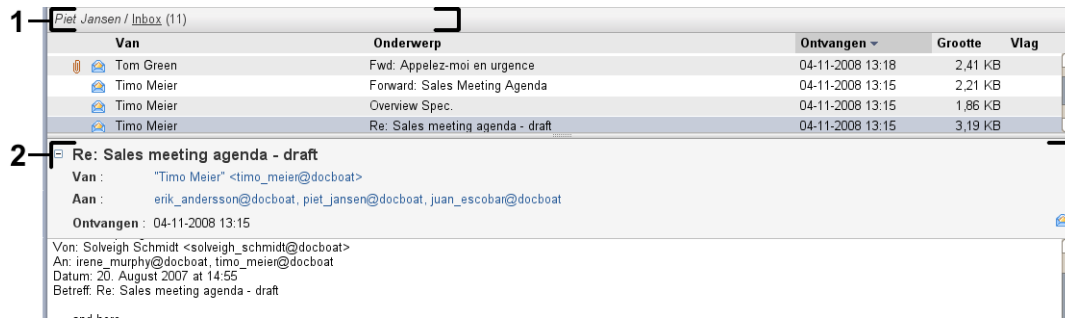 1
Piet Jansen / Inbox (11)
Van Onderwerp Ontvangen Grootte Vlag
Tom Green Fwd: Appelez-moi en urgence 04-11-2008 13:18 2,41 KB
Timo Meier Forward: Sales Meeting Agenda 04-11-2008 13:15 2,21 KB
Timo Meier Overview Spec. 04-11-2008 13:15 1,86 KB
Timo Meier Re: Sales meeting agenda - draft 04-11-2008 13:15 3,19 KB
2
Re: Sales meeting agenda - draft
Van : "Timo Meier" <timo_meier@docboat>
Aan : erik_andersson@docboat, piet_jansen@docboat, juan_escobar@docboat
Ontvangen : 04-11-2008 13:15
Von: Solveigh Schmidt <solveigh_schmidt@docboat>
An: irene_murphy@docboat, timo_meier@docboat
Datum: 20. August 2007 at 14:55
Betreff: Re: Sales meeting agenda - draft